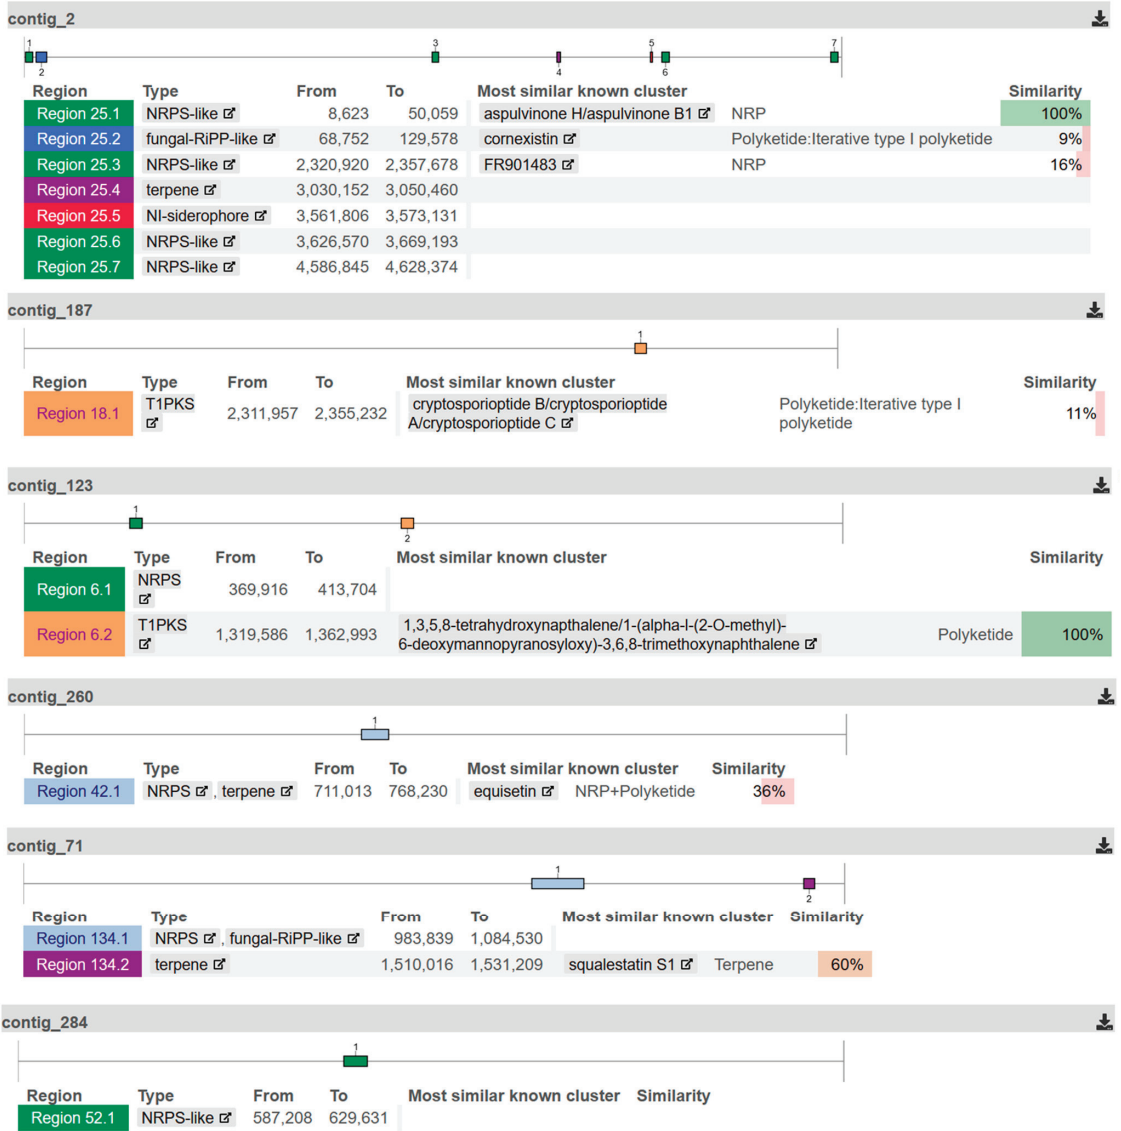 contig_2
1 3 5 7
2 4 6
Region Type From To Most similar known cluster Similarity
Region 25.1 NRPS-like 8,623 50,059 aspulvinone H/aspulvinone B1 NRP 100%
Region 25.2 fungal-RiPP-like 68,752 129,578 cornexistin Polyketide:Iterative type I polyketide 9%
Region 25.3 NRPS-like 2,320,920 2,357,678 FR901483 NRP 16%
Region 25.4 terpene 3,030,152 3,050,460
Region 25.5 NI-siderophore 3,561,806 3,573,131
Region 25.6 NRPS-like 3,626,570 3,669,193
Region 25.7 NRPS-like 4,586,845 4,628,374
contig_187
1
Region Type From To Most similar known cluster Similarity
Region 18.1 T1PKS 2,311,957 2,355,232 cryptosporioptide B/cryptosporioptide
A/cryptosporioptide C Polyketide:Iterative type I
polyketide 11%
contig_123
1
2
Region Type From To Most similar known cluster Similarity
Region 6.1 NRPS 369,916 413,704
Region 6.2 T1PKS 1,319,586 1,362,993 1,3,5,8-tetrahydroxynapthalene/1-(alpha-l-(2-O-methyl)-
6-deoxymannopyranosyloxy)-3,6,8-trimethoxynaphthalene Polyketide 100%
contig_260
1
Region Type From To Most similar known cluster Similarity
Region 42.1 NRPS , terpene 711,013 768,230 equisetin NRP+Polyketide 36%
contig_71
1
2
Region Type From To Most similar known cluster Similarity
Region 134.1 NRPS , fungal-RiPP-like 983,839 1,084,530
Region 134.2 terpene 1,510,016 1,531,209 squalestatin S1 Terpene 60%
contig_284
1
Region Type From To Most similar known cluster Similarity
Region 52.1 NRPS-like 587,208 629,631